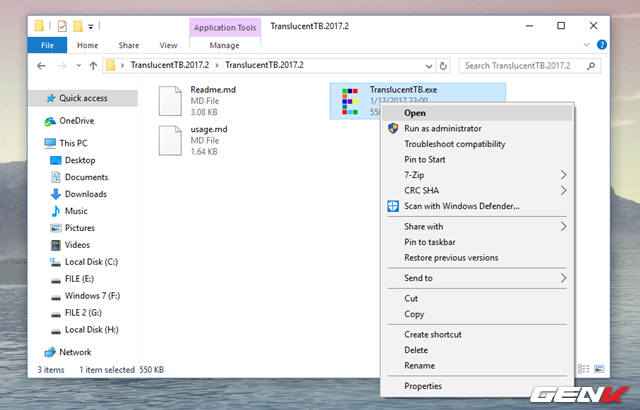 Application Tools
TranslucentTB.2017.2
File
Home
Share
View
Manage
TranslucentTB.2017.2
TranslucentTB.2017.2
Search TranslucentTB.2017.2
Quick access
OneDrive
This PC
Desktop
Documents
Downloads
Music
Pictures
Videos
Local Disk (C:)
FILE (E:)
Windows 7 (F:)
FILE 2 (G:)
Local Disk (H:)
Network
Readme.md
MD File
3.08 KB
usage.md
MD File
1.64 KB
TranslucentTB.exe
1/12/2017 23:00
550
Open
Run as administrator
Troubleshoot compatibility
Pin to Start
7-Zip
CRC SHA
Scan with Windows Defender...
Share with
Pin to taskbar
Restore previous versions
Send to
Cut
Copy
Create shortcut
Delete
Rename
Properties
3 items
1 item selected
550 KB
GENK